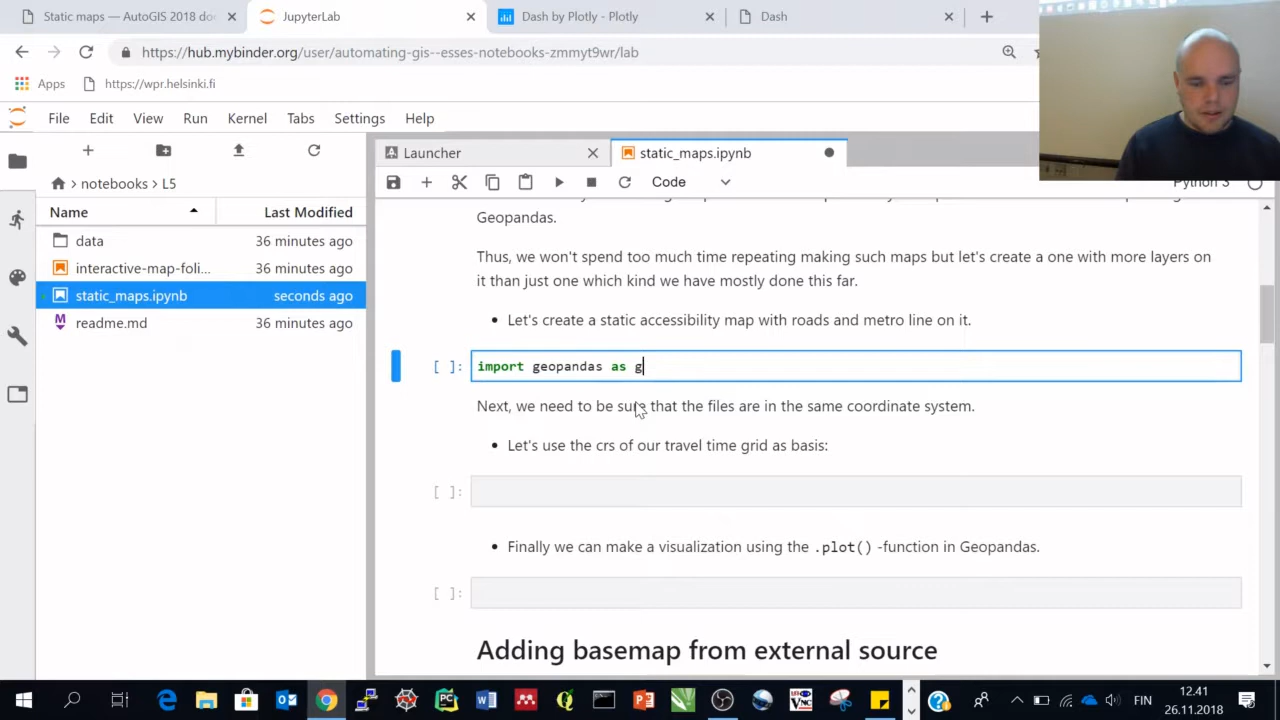 Static maps — AutoGIS 2018 do
JupyterLab
Dash by Plotly - Plotly
Dash
https://hub.mybinder.org/user/automating-gis--esses-notebooks-zmmyt9wr/lab
Apps
https://wpr.helsinki.fi
File Edit View Run Kernel Tabs Settings Help
Launcher
static_maps.ipynb
notebooks > L5
Code
Python 3
Name
Last Modified
data 36 minutes ago
interactive-map-foli... 36 minutes ago
static_maps.ipynb seconds ago
readme.md 36 minutes ago
Geopandas.
Thus, we won't spend too much time repeating making such maps but let's create a one with more layers on
it than just one which kind we have mostly done this far.
• Let's create a static accessibility map with roads and metro line on it.
[ ]: import geopandas as g
Next, we need to be sure that the files are in the same coordinate system.
• Let's use the crs of our travel time grid as basis:
[ ]:
• Finally we can make a visualization using the .plot() -function in Geopandas.
[ ]:
Adding basemap from external source
FIN
12.41
26.11.2018